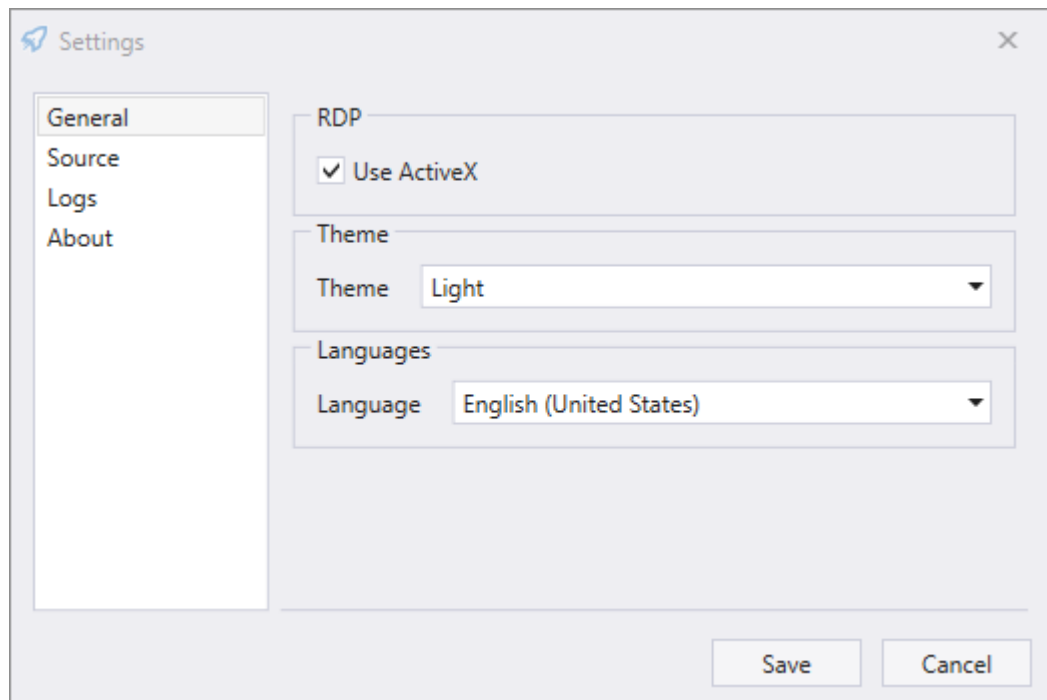 Settings
General
Source
Logs
About
RDP
Use ActiveX
Theme
Theme Light
Languages
Language English (United States)
Save Cancel